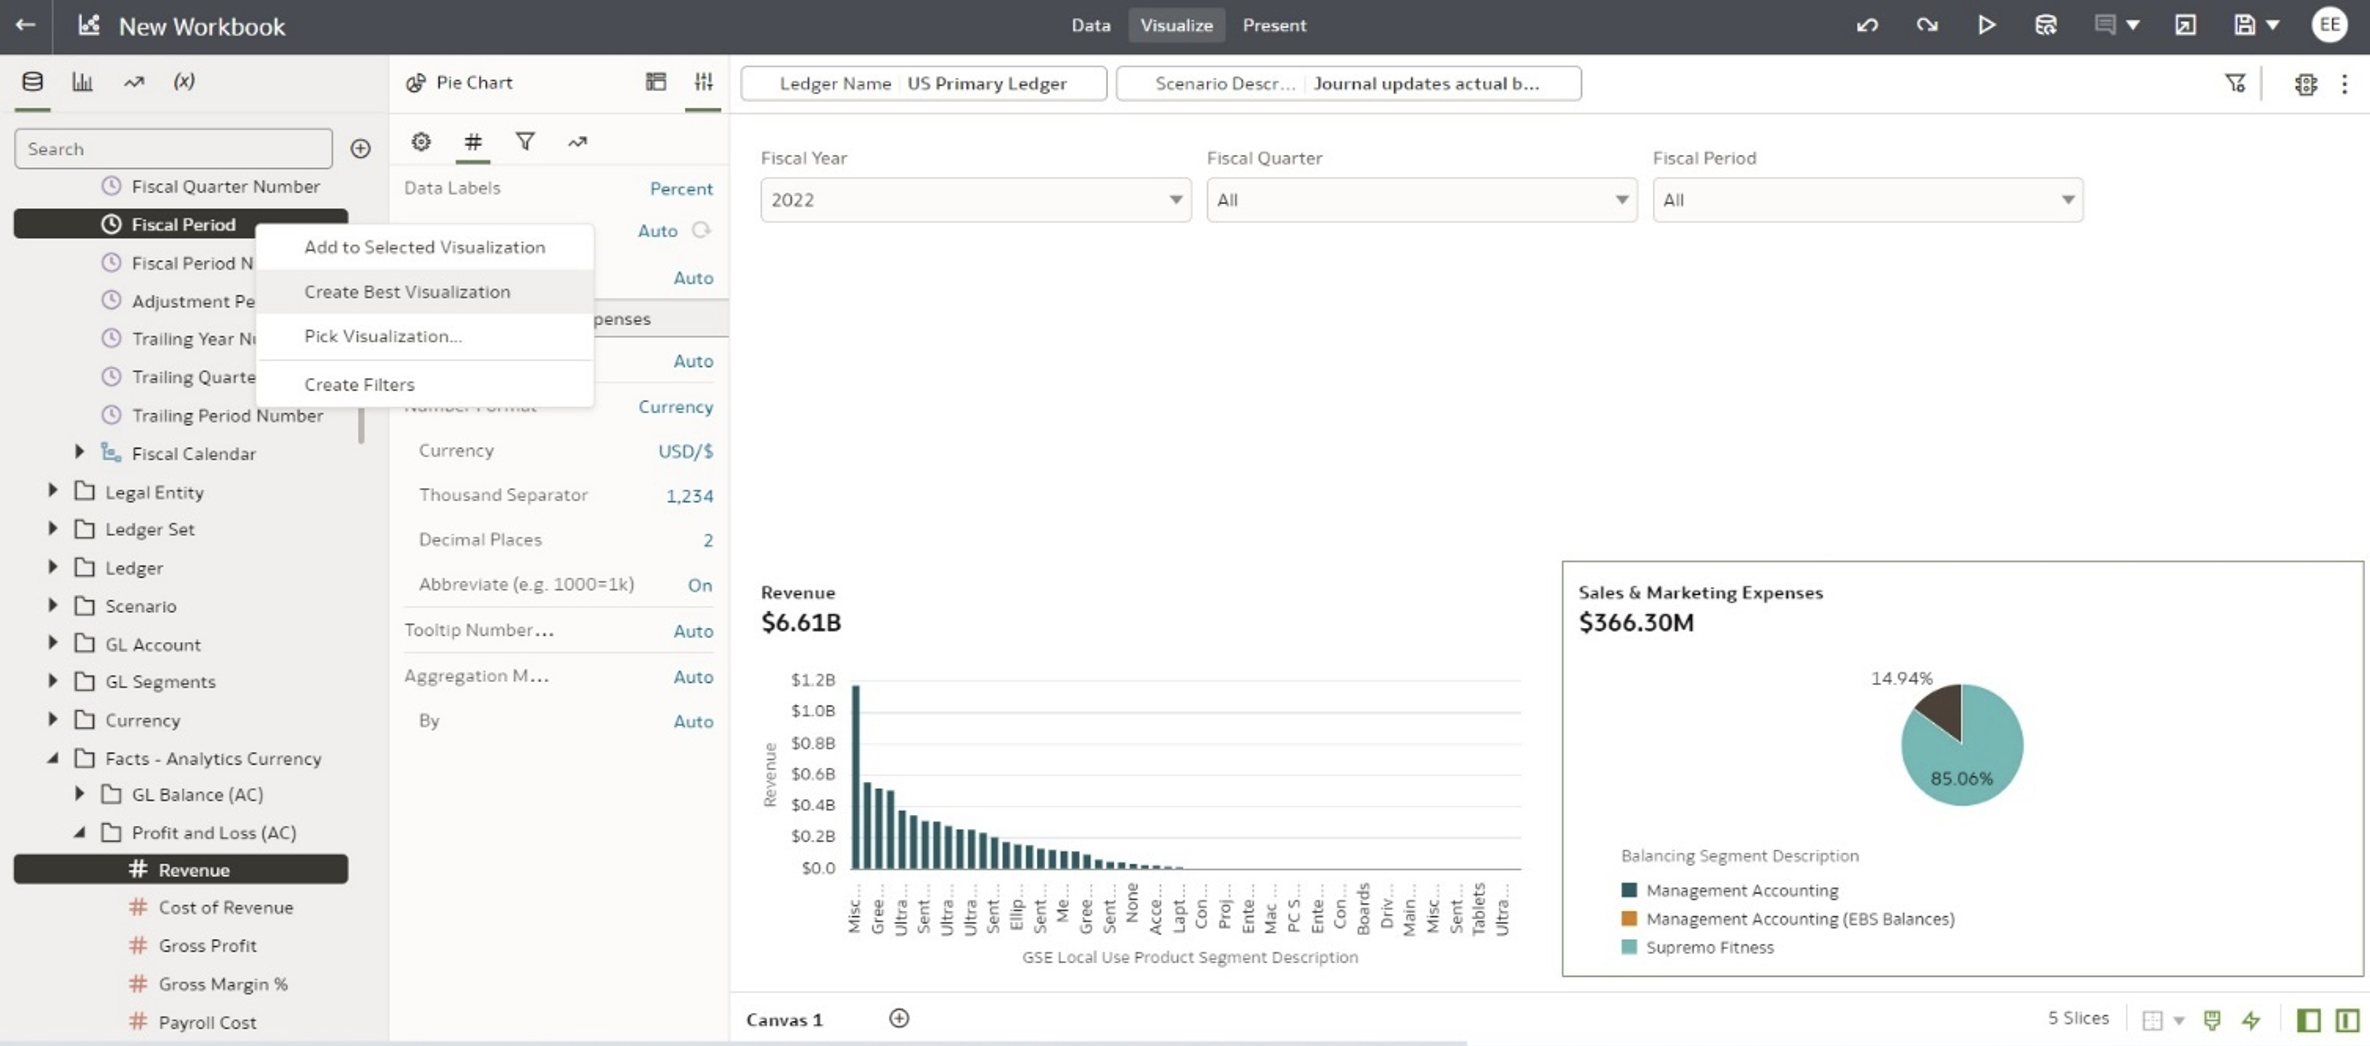 New Workbook
Data Visualize Present
EE
(x)
Search
Fiscal Quarter Number
Fiscal Period
Fiscal Period N
Adjustment Pe
Trailing Year Nu
Trailing Quarte
Trailing Period Number
Fiscal Calendar
Legal Entity
Ledger Set
Ledger
Scenario
GL Account
GL Segments
Currency
Facts - Analytics Currency
GL Balance (AC)
Profit and Loss (AC)
# Revenue
# Cost of Revenue
# Gross Profit
# Gross Margin %
# Payroll Cost
Add to Selected Visualization
Create Best Visualization
Pick Visualization...
Create Filters
Pie Chart
#
Data Labels Percent
Auto
Auto
penses
Auto
Number Format Currency
Currency USD/$
Thousand Separator 1,234
Decimal Places 2
Abbreviate (e.g. 1000=1k) On
Tooltip Number... Auto
Aggregation M... Auto
By Auto
Ledger Name US Primary Ledger
Scenario Descr... Journal updates actual b...
Fiscal Year
2022
Fiscal Quarter
All
Fiscal Period
All
Revenue
$6.61B
Revenue
$1.2B
$1.0B
$0.8B
$0.6B
$0.4B
$0.2B
$0.0
Misc...
Gree...
Ultra...
Sent...
Ultra...
Ultra...
Sent...
Ellip...
Sent...
Me...
Gree...
Sent...
None
Acce...
Lapt...
Con...
Proj...
Ente...
Mac ...
PC S...
Ente...
Con...
Boards
Driv...
Main...
Misc...
Sent...
Tablets
Ultra...
GSE Local Use Product Segment Description
Sales & Marketing Expenses
$366.30M
14.94%
85.06%
Balancing Segment Description
Management Accounting
Management Accounting (EBS Balances)
Supremo Fitness
Canvas 1
5 Slices